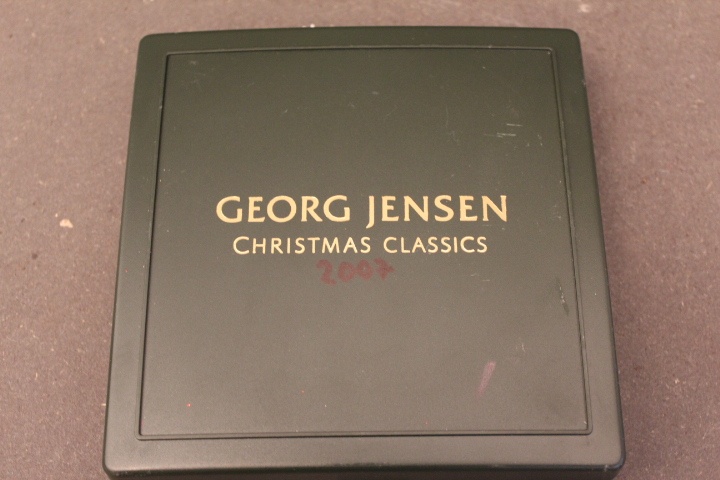 GEORG JENSEN
CHRISTMAS CLASSICS
2007